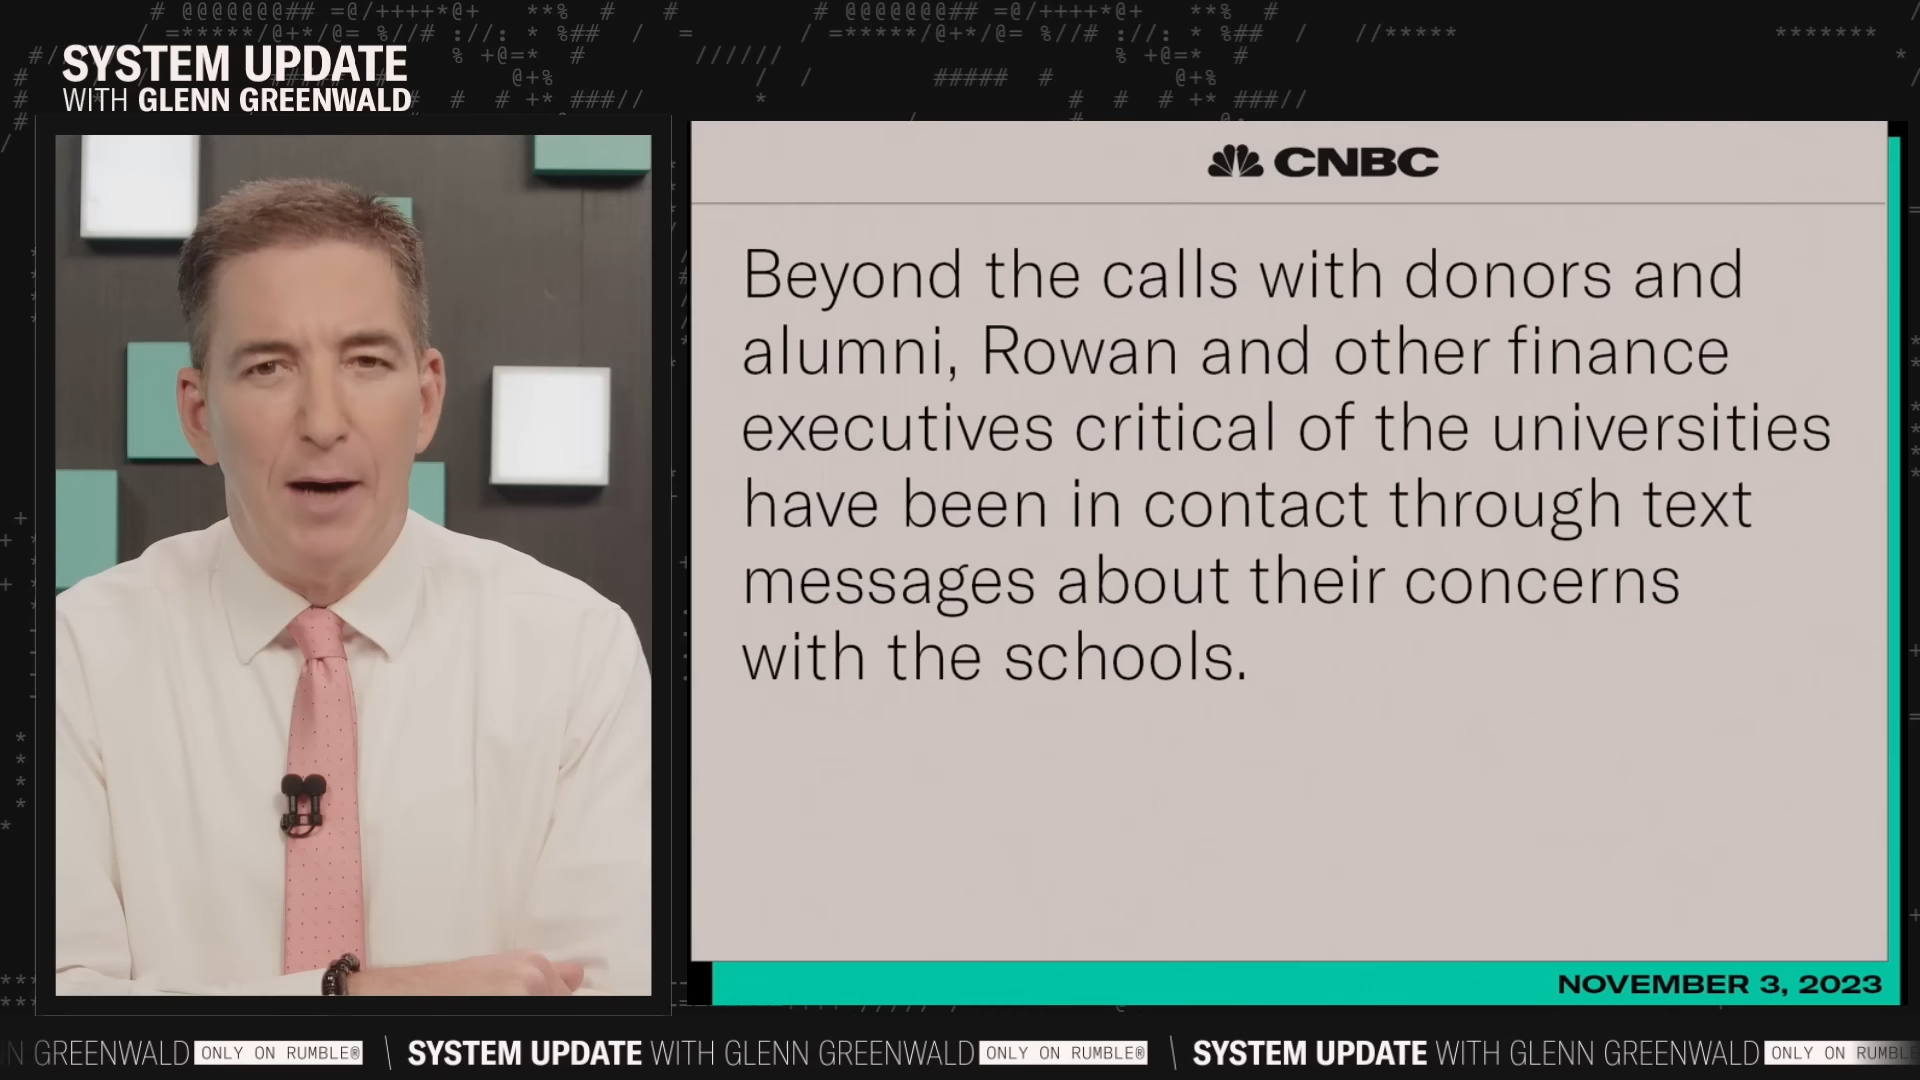 SYSTEM UPDATE
WITH GLENN GREENWALD
CNBC
Beyond the calls with donors and
alumni, Rowan and other finance
executives critical of the universities
have been in contact through text
messages about their concerns
with the schools.
NOVEMBER 3, 2023
N GREENWALD ONLY ON RUMBLE® \ SYSTEM UPDATE WITH GLENN GREENWALD ONLY ON RUMBLE® \ SYSTEM UPDATE WITH GLENN GREENWALD ONLY ON RUMBLE